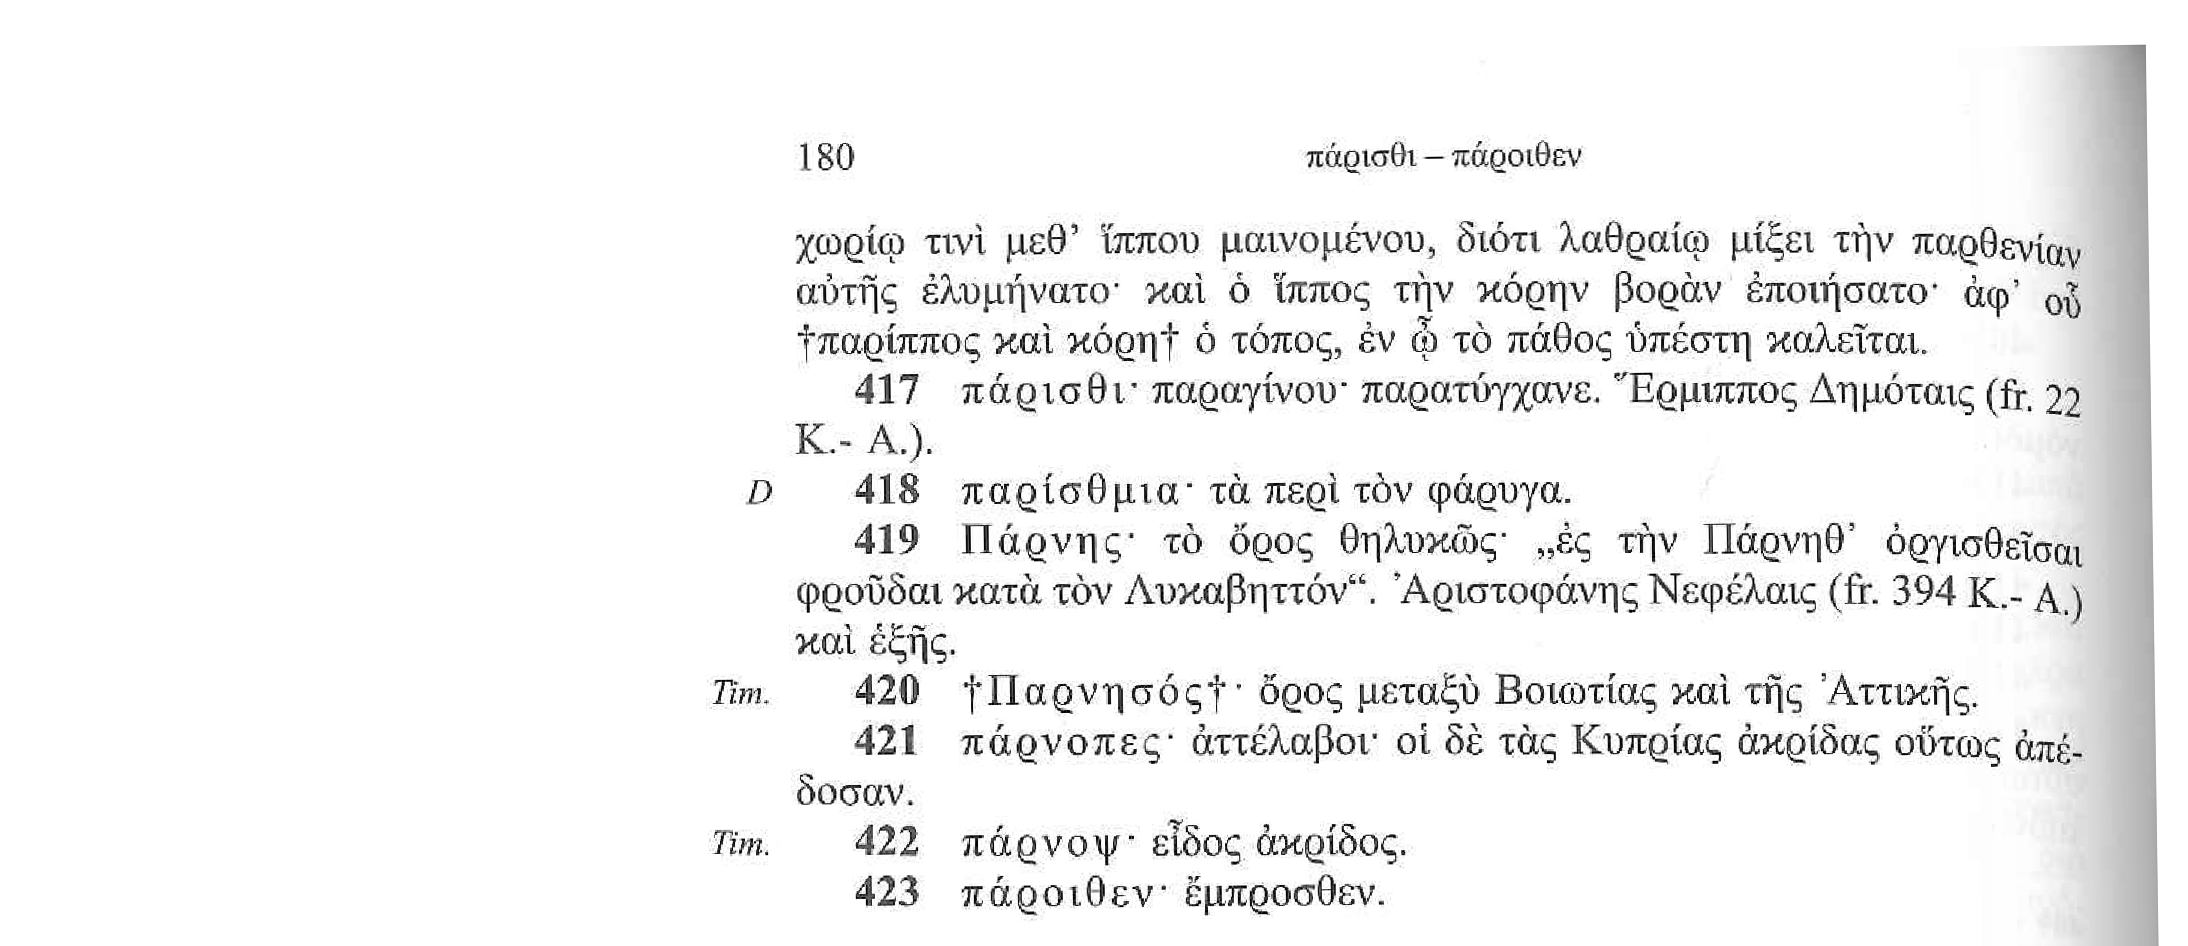 180 πάρισθι – πάροιθεν
χωρίῳ τινὶ μεθ’ ἵππου μαινομένου, διότι λαθραίῳ μίξει τὴν παρθενίαν
αὐτῆς ἐλυμήνατο· καὶ ὁ ἵππος τὴν κόρην βορὰν ἐποιήσατο· ἀφ’ οὗ
†παρίππος καὶ κόρη† ὁ τόπος, ἐν ᾧ τὸ πάθος ὑπέστη καλεῖται.
417 πάρισθι· παραγίνου· παρατύγχανε. Ἕρμιππος Δημόταις (fr. 22
K.- A.).
D 418 παρίσθμια· τὰ περὶ τὸν φάρυγα.
419 Πάρνης· τὸ ὄρος θηλυκῶς· „ἐς τὴν Πάρνηθ’ ὀργισθεῖσαι
φροῦδαι κατὰ τὸν Λυκαβηττόν“. Ἀριστοφάνης Νεφέλαις (fr. 394 K.- A.)
καὶ ἑξῆς.
Tim. 420 †Παρνησός†· ὄρος μεταξὺ Βοιωτίας καὶ τῆς Ἀττικῆς.
421 πάρνοπες· ἀττέλαβοι· οἱ δὲ τὰς Κυπρίας ἀκρίδας οὕτως ἀπέ-
δοσαν.
Tim. 422 πάρνοψ· εἶδος ἀκρίδος.
423 πάροιθεν· ἔμπροσθεν.